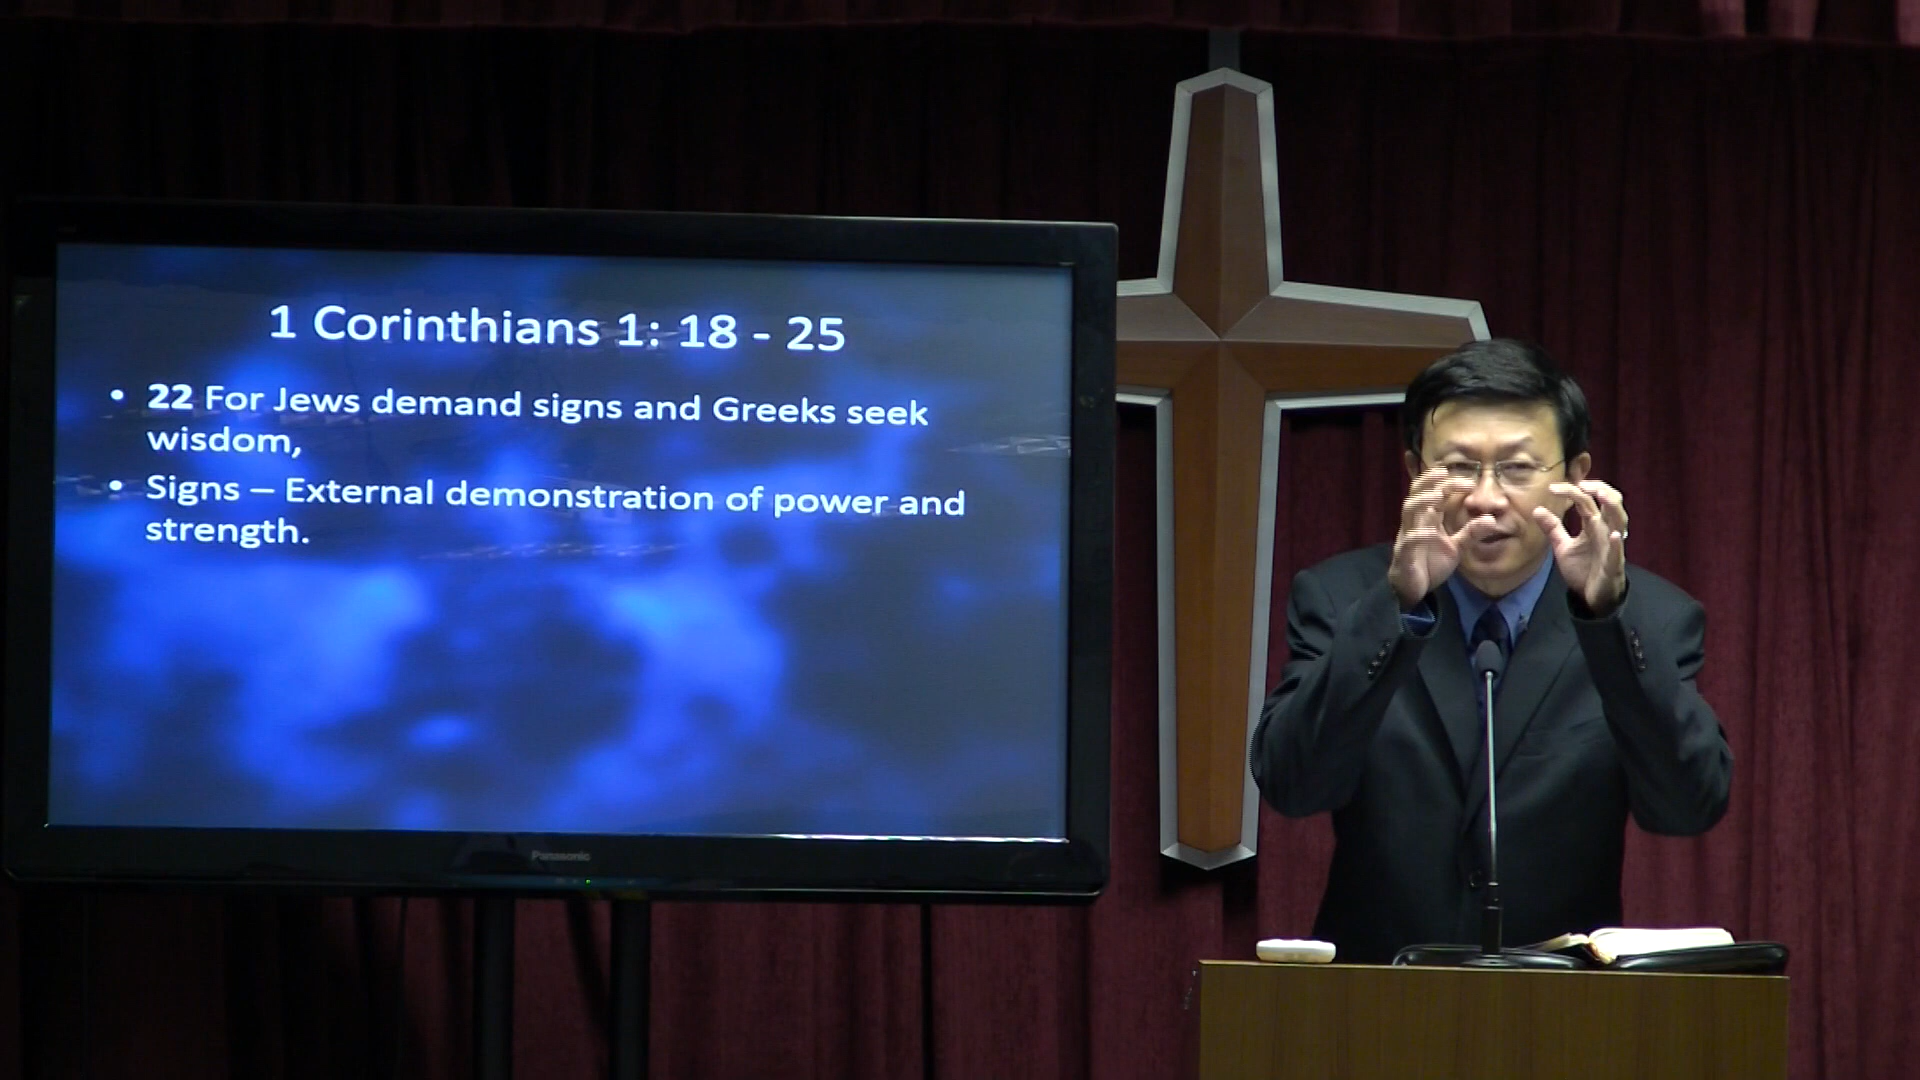 1 Corinthians 1: 18 - 25
• 22 For Jews demand signs and Greeks seek
wisdom,
• Signs – External demonstration of power and
strength.
Panasonic